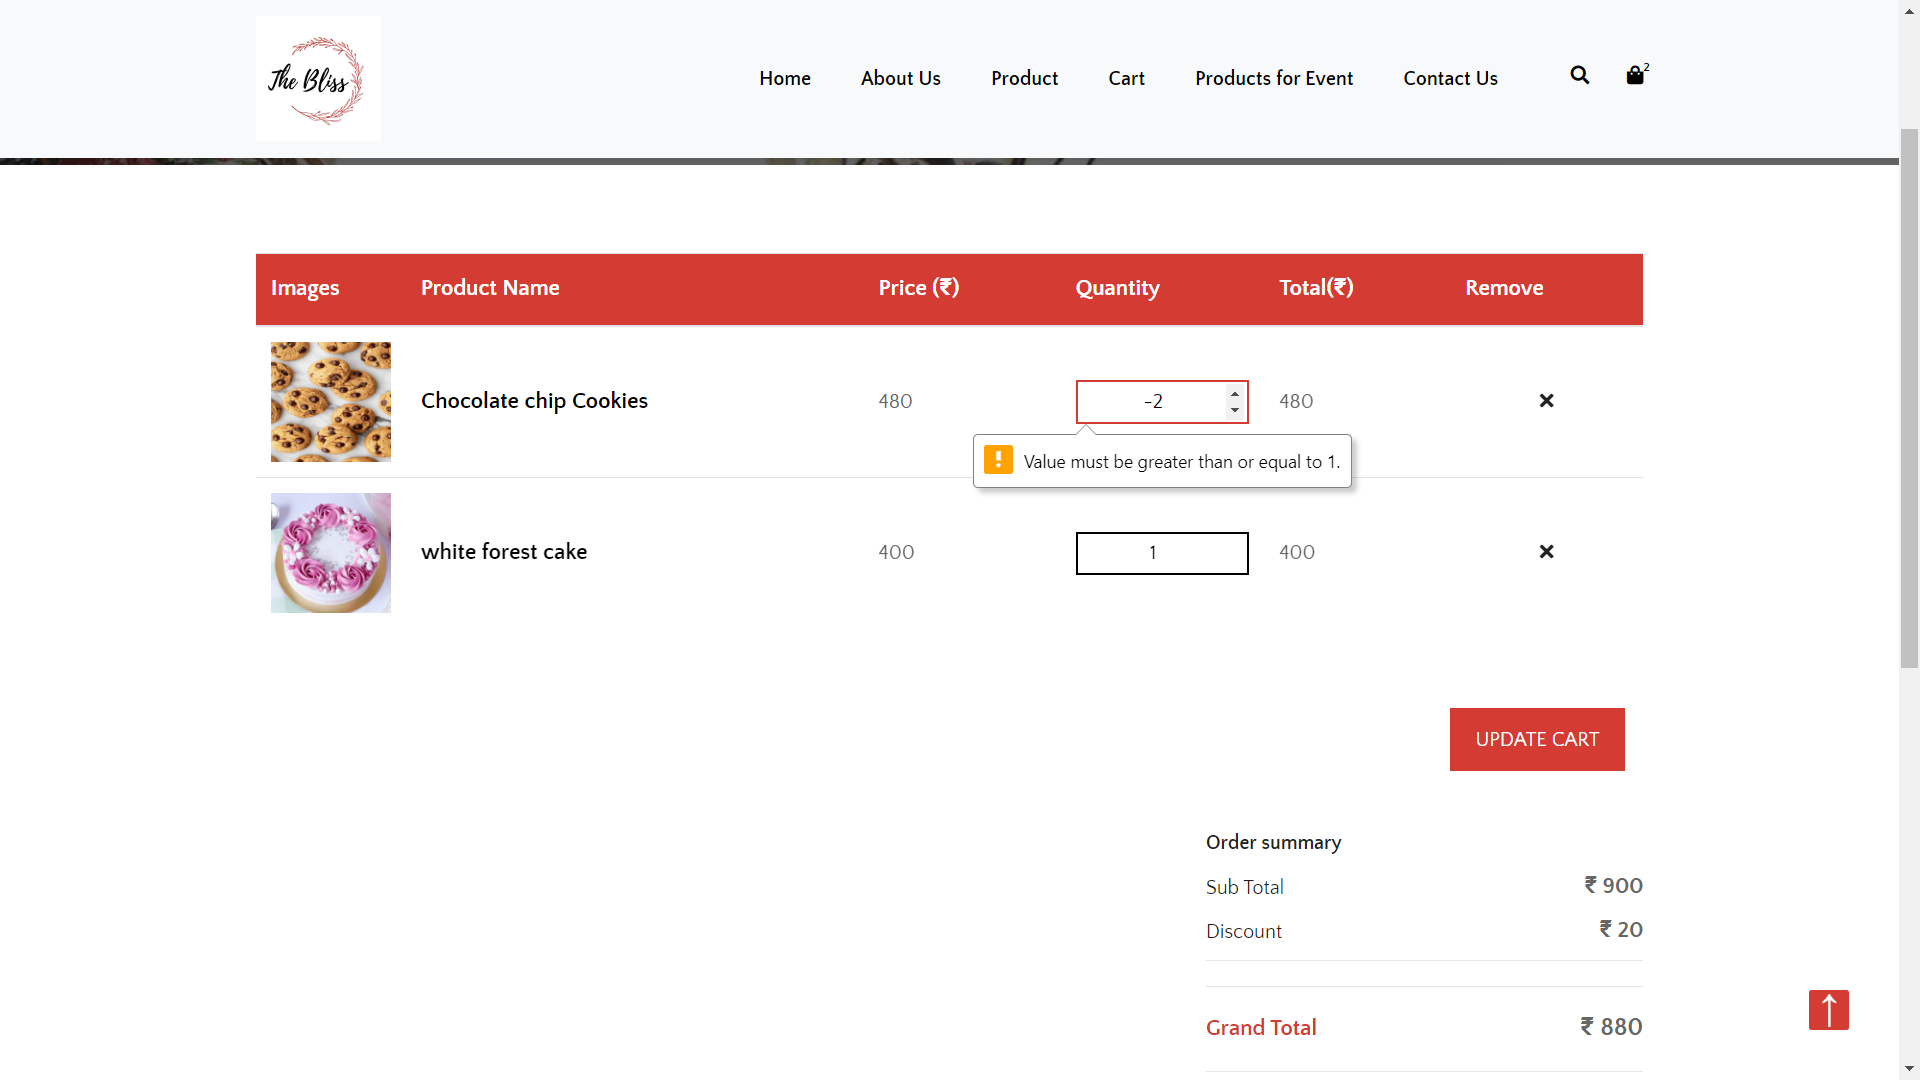 The Bliss
Home About Us Product Cart Products for Event Contact Us 2
Images Product Name Price (₹) Quantity Total(₹) Remove
Chocolate chip Cookies 480 -2 480
Value must be greater than or equal to 1.
white forest cake 400 1 400
UPDATE CART
Order summary
Sub Total ₹ 900
Discount ₹ 20
Grand Total ₹ 880